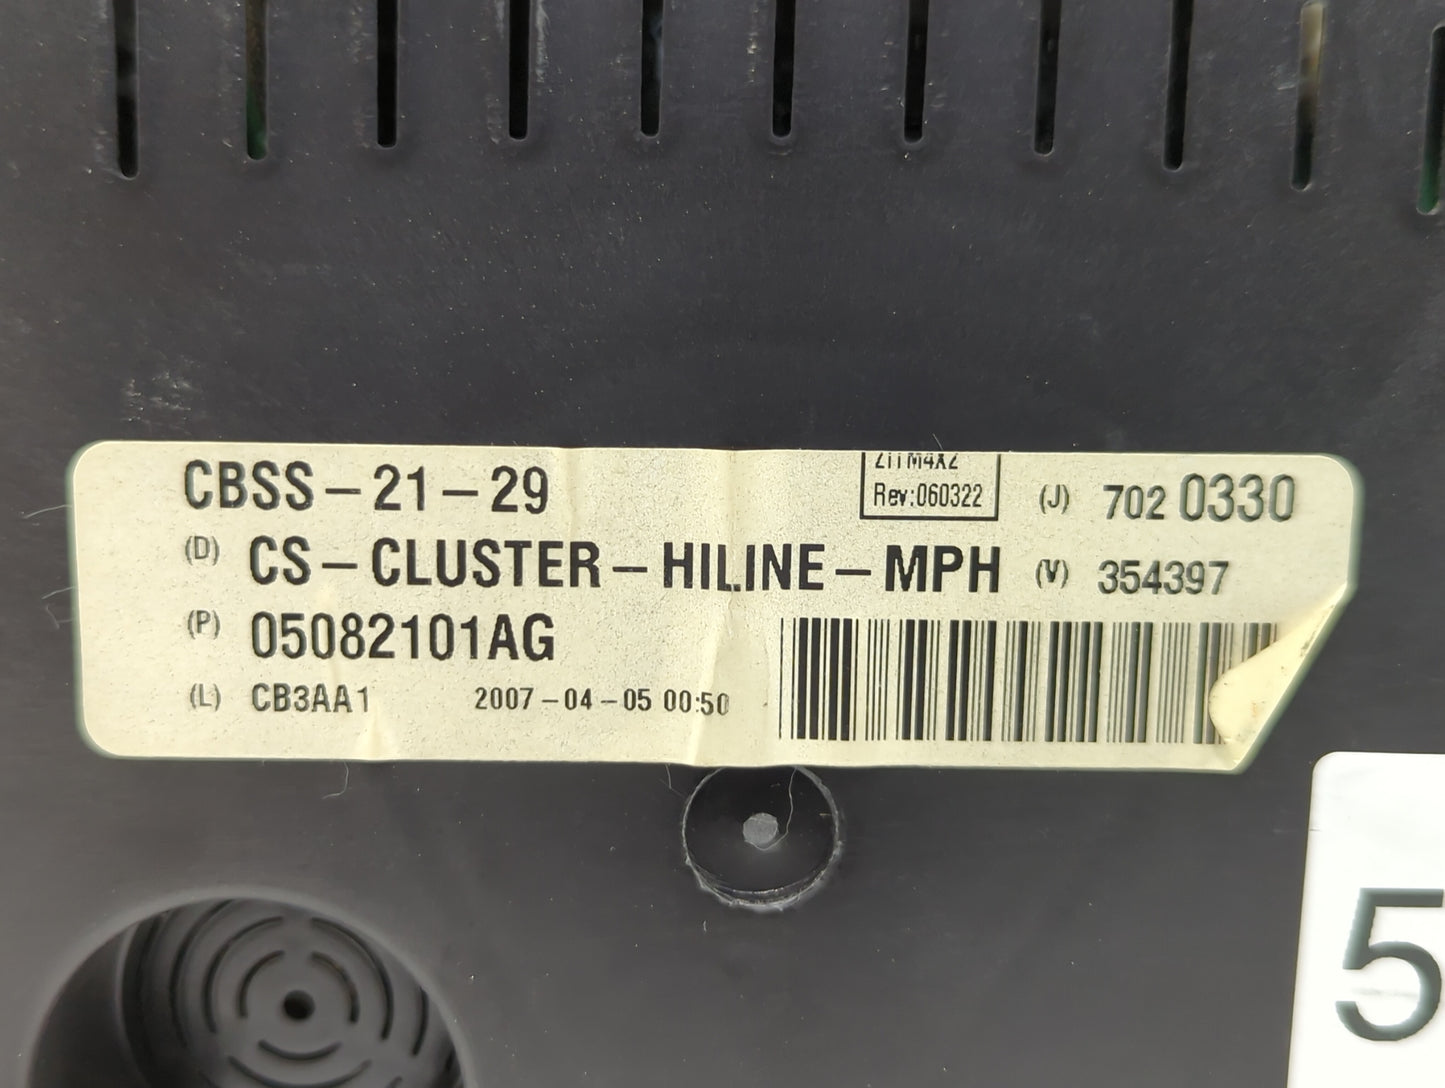 CBSS-21-29
Rev:060322
(J) 702 0330
(D) CS-CLUSTER-HILINE-MPH
(V) 354397
(P) 05082101AG
(L) CB3AA1 2007-04-05 00:50
5